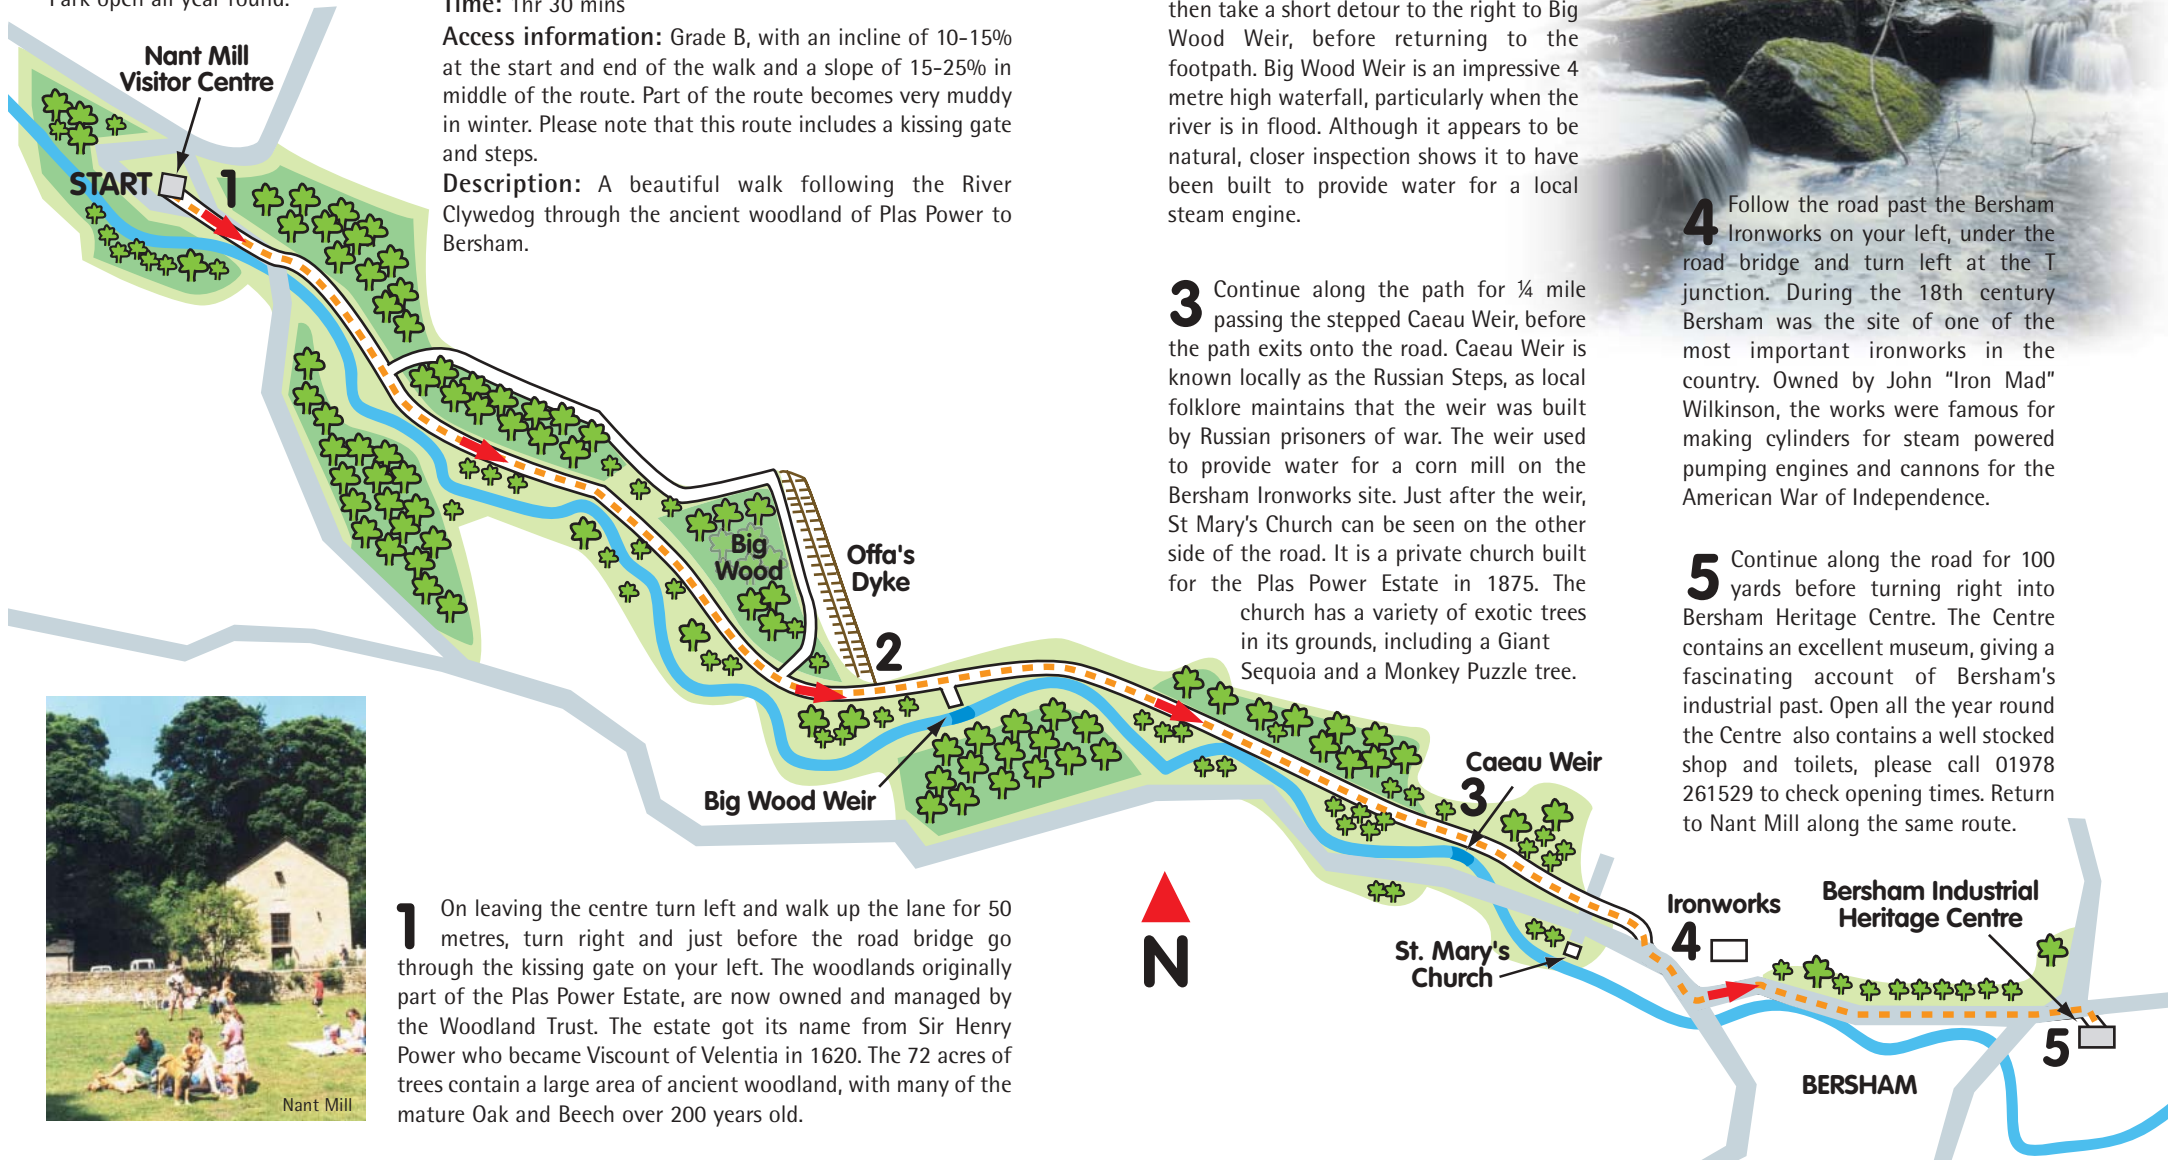 Park open all year round.
Time: 1hr 30 mins
Access information: Grade B, with an incline of 10-15%
at the start and end of the walk and a slope of 15-25% in
middle of the route. Part of the route becomes very muddy
in winter. Please note that this route includes a kissing gate
and steps.
Description: A beautiful walk following the River
Clywedog through the ancient woodland of Plas Power to
Bersham.
then take a short detour to the right to Big
Wood Weir, before returning to the
footpath. Big Wood Weir is an impressive 4
metre high waterfall, particularly when the
river is in flood. Although it appears to be
natural, closer inspection shows it to have
been built to provide water for a local
steam engine.
3 Continue along the path for ¼ mile
passing the stepped Caeau Weir, before
the path exits onto the road. Caeau Weir is
known locally as the Russian Steps, as local
folklore maintains that the weir was built
by Russian prisoners of war. The weir used
to provide water for a corn mill on the
Bersham Ironworks site. Just after the weir,
St Mary's Church can be seen on the other
side of the road. It is a private church built
for the Plas Power Estate in 1875. The
church has a variety of exotic trees
in its grounds, including a Giant
Sequoia and a Monkey Puzzle tree.
4 Follow the road past the Bersham
Ironworks on your left, under the
road bridge and turn left at the T
junction. During the 18th century
Bersham was the site of one of the
most important ironworks in the
country. Owned by John "Iron Mad"
Wilkinson, the works were famous for
making cylinders for steam powered
pumping engines and cannons for the
American War of Independence.
5 Continue along the road for 100
yards before turning right into
Bersham Heritage Centre. The Centre
contains an excellent museum, giving a
fascinating account of Bersham's
industrial past. Open all the year round
the Centre also contains a well stocked
shop and toilets, please call 01978
261529 to check opening times. Return
to Nant Mill along the same route.
Nant Mill
Visitor Centre
START
1
Big
Wood
Offa's
Dyke
2
Big Wood Weir
Caeau Weir
3
N
St. Mary's
Church
Ironworks
4
Bersham Industrial
Heritage Centre
5
BERSHAM
Nant Mill
1 On leaving the centre turn left and walk up the lane for 50
metres, turn right and just before the road bridge go
through the kissing gate on your left. The woodlands originally
part of the Plas Power Estate, are now owned and managed by
the Woodland Trust. The estate got its name from Sir Henry
Power who became Viscount of Velentia in 1620. The 72 acres of
trees contain a large area of ancient woodland, with many of the
mature Oak and Beech over 200 years old.